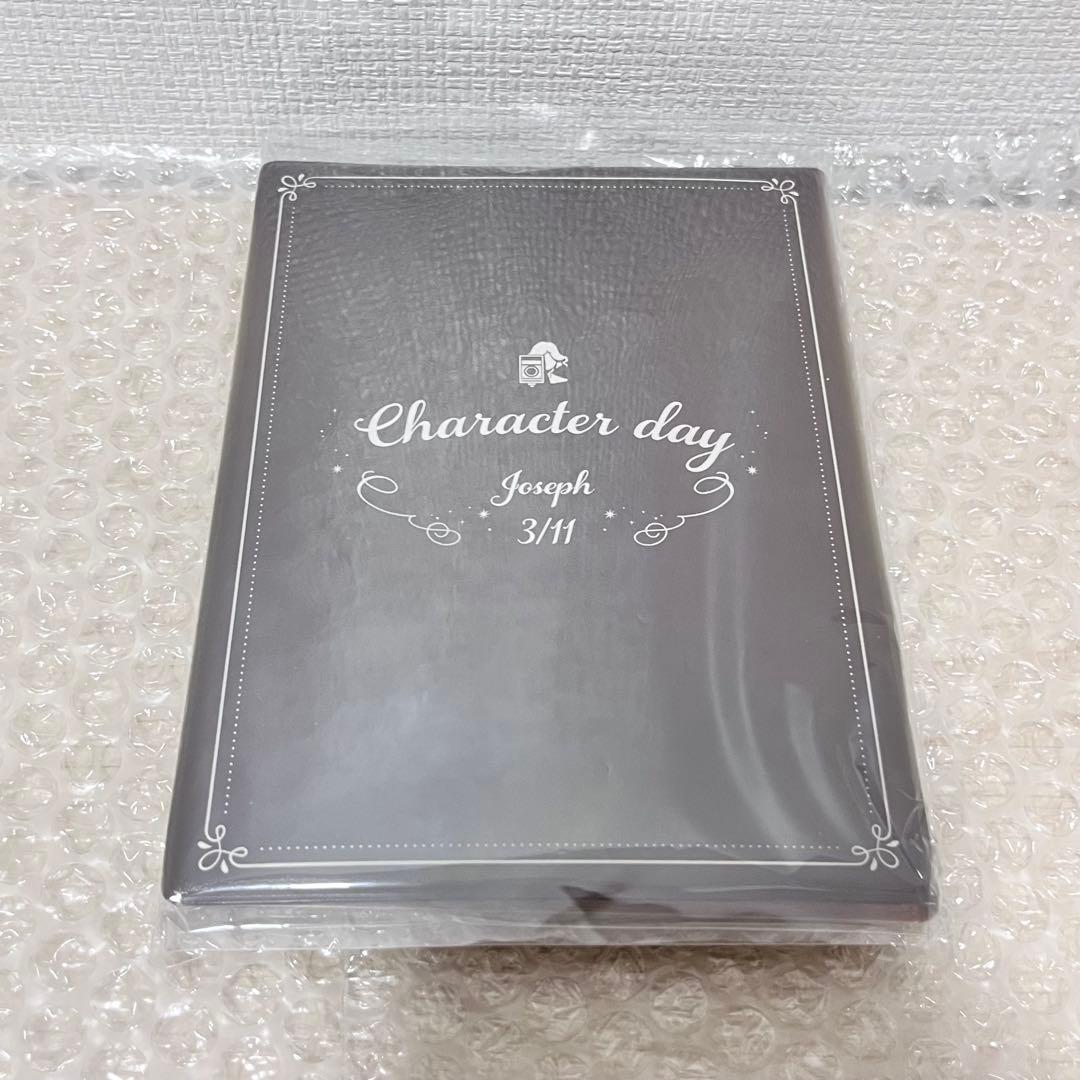 Character day
Joseph
3/11